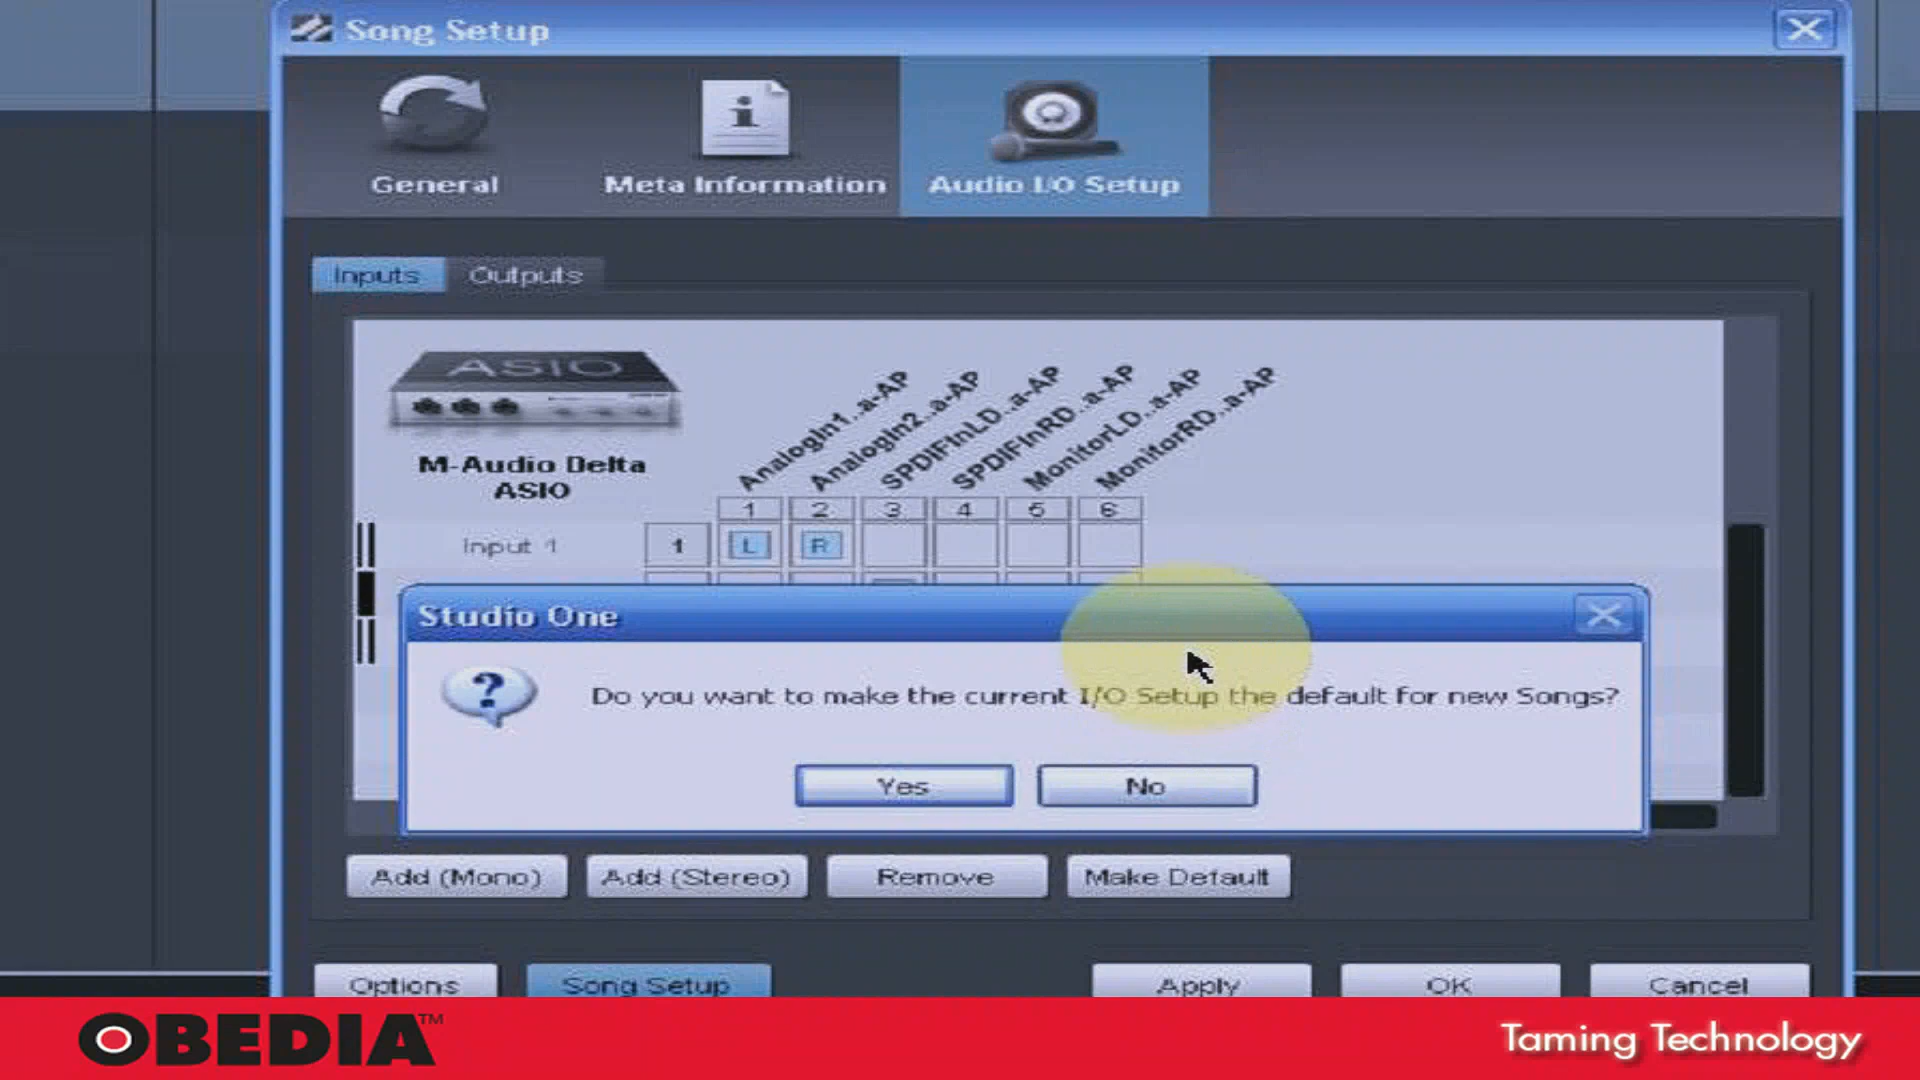 Song Setup
General
Meta Information
Audio I/O Setup
Inputs
Outputs
ASIO
AnalogIn1..a-AP
AnalogIn2..a-AP
SPDIFInLD..a-AP
SPDIFInRD..a-AP
MonitorLD..a-AP
MonitorRD..a-AP
M-Audio Delta
ASIO
1 2 3 4 5 6
Input 1 1 L R
Studio One
?
Do you want to make the current I/O Setup the default for new Songs?
Yes
No
Add (Mono)
Add (Stereo)
Remove
Make Default
Options
Song Setup
Apply
OK
Cancel
OBEDIA™
Taming Technology